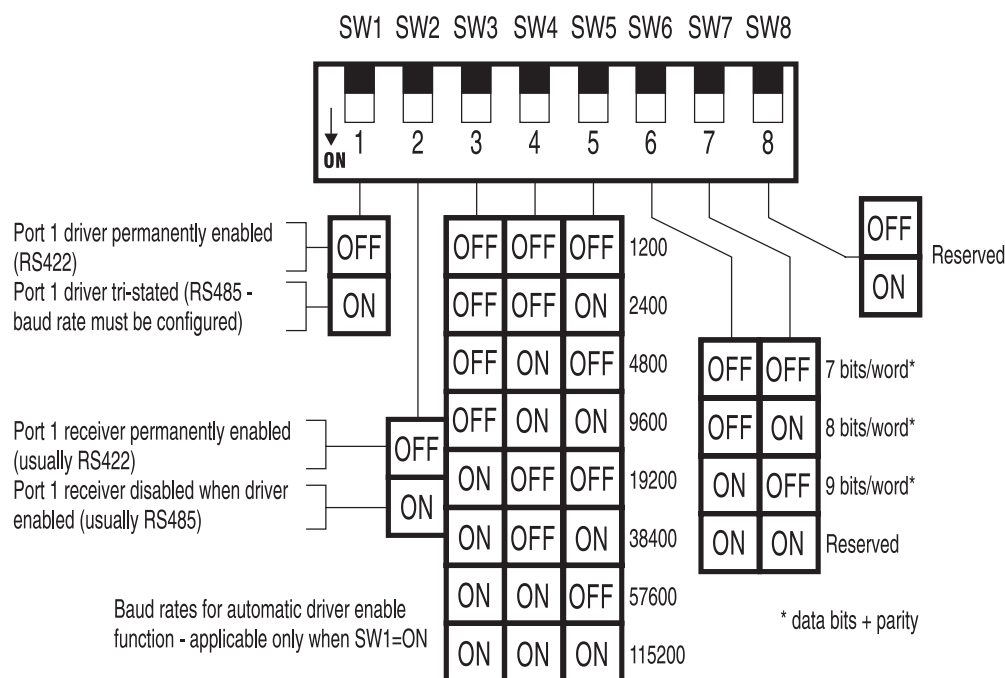 SW1 SW2 SW3 SW4 SW5 SW6 SW7 SW8
ON
1 2 3 4 5 6 7 8
Port 1 driver permanently enabled
(RS422)
OFF
Port 1 driver tri-stated (RS485 -
baud rate must be configured)
ON
Port 1 receiver permanently enabled
(usually RS422)
OFF
Port 1 receiver disabled when driver
enabled (usually RS485)
ON
OFF OFF OFF 1200
OFF OFF ON 2400
OFF ON OFF 4800
OFF ON ON 9600
ON OFF OFF 19200
ON OFF ON 38400
ON ON OFF 57600
ON ON ON 115200
Baud rates for automatic driver enable
function - applicable only when SW1=ON
OFF
ON
Reserved
OFF OFF 7 bits/word*
OFF ON 8 bits/word*
ON OFF 9 bits/word*
ON ON Reserved
* data bits + parity